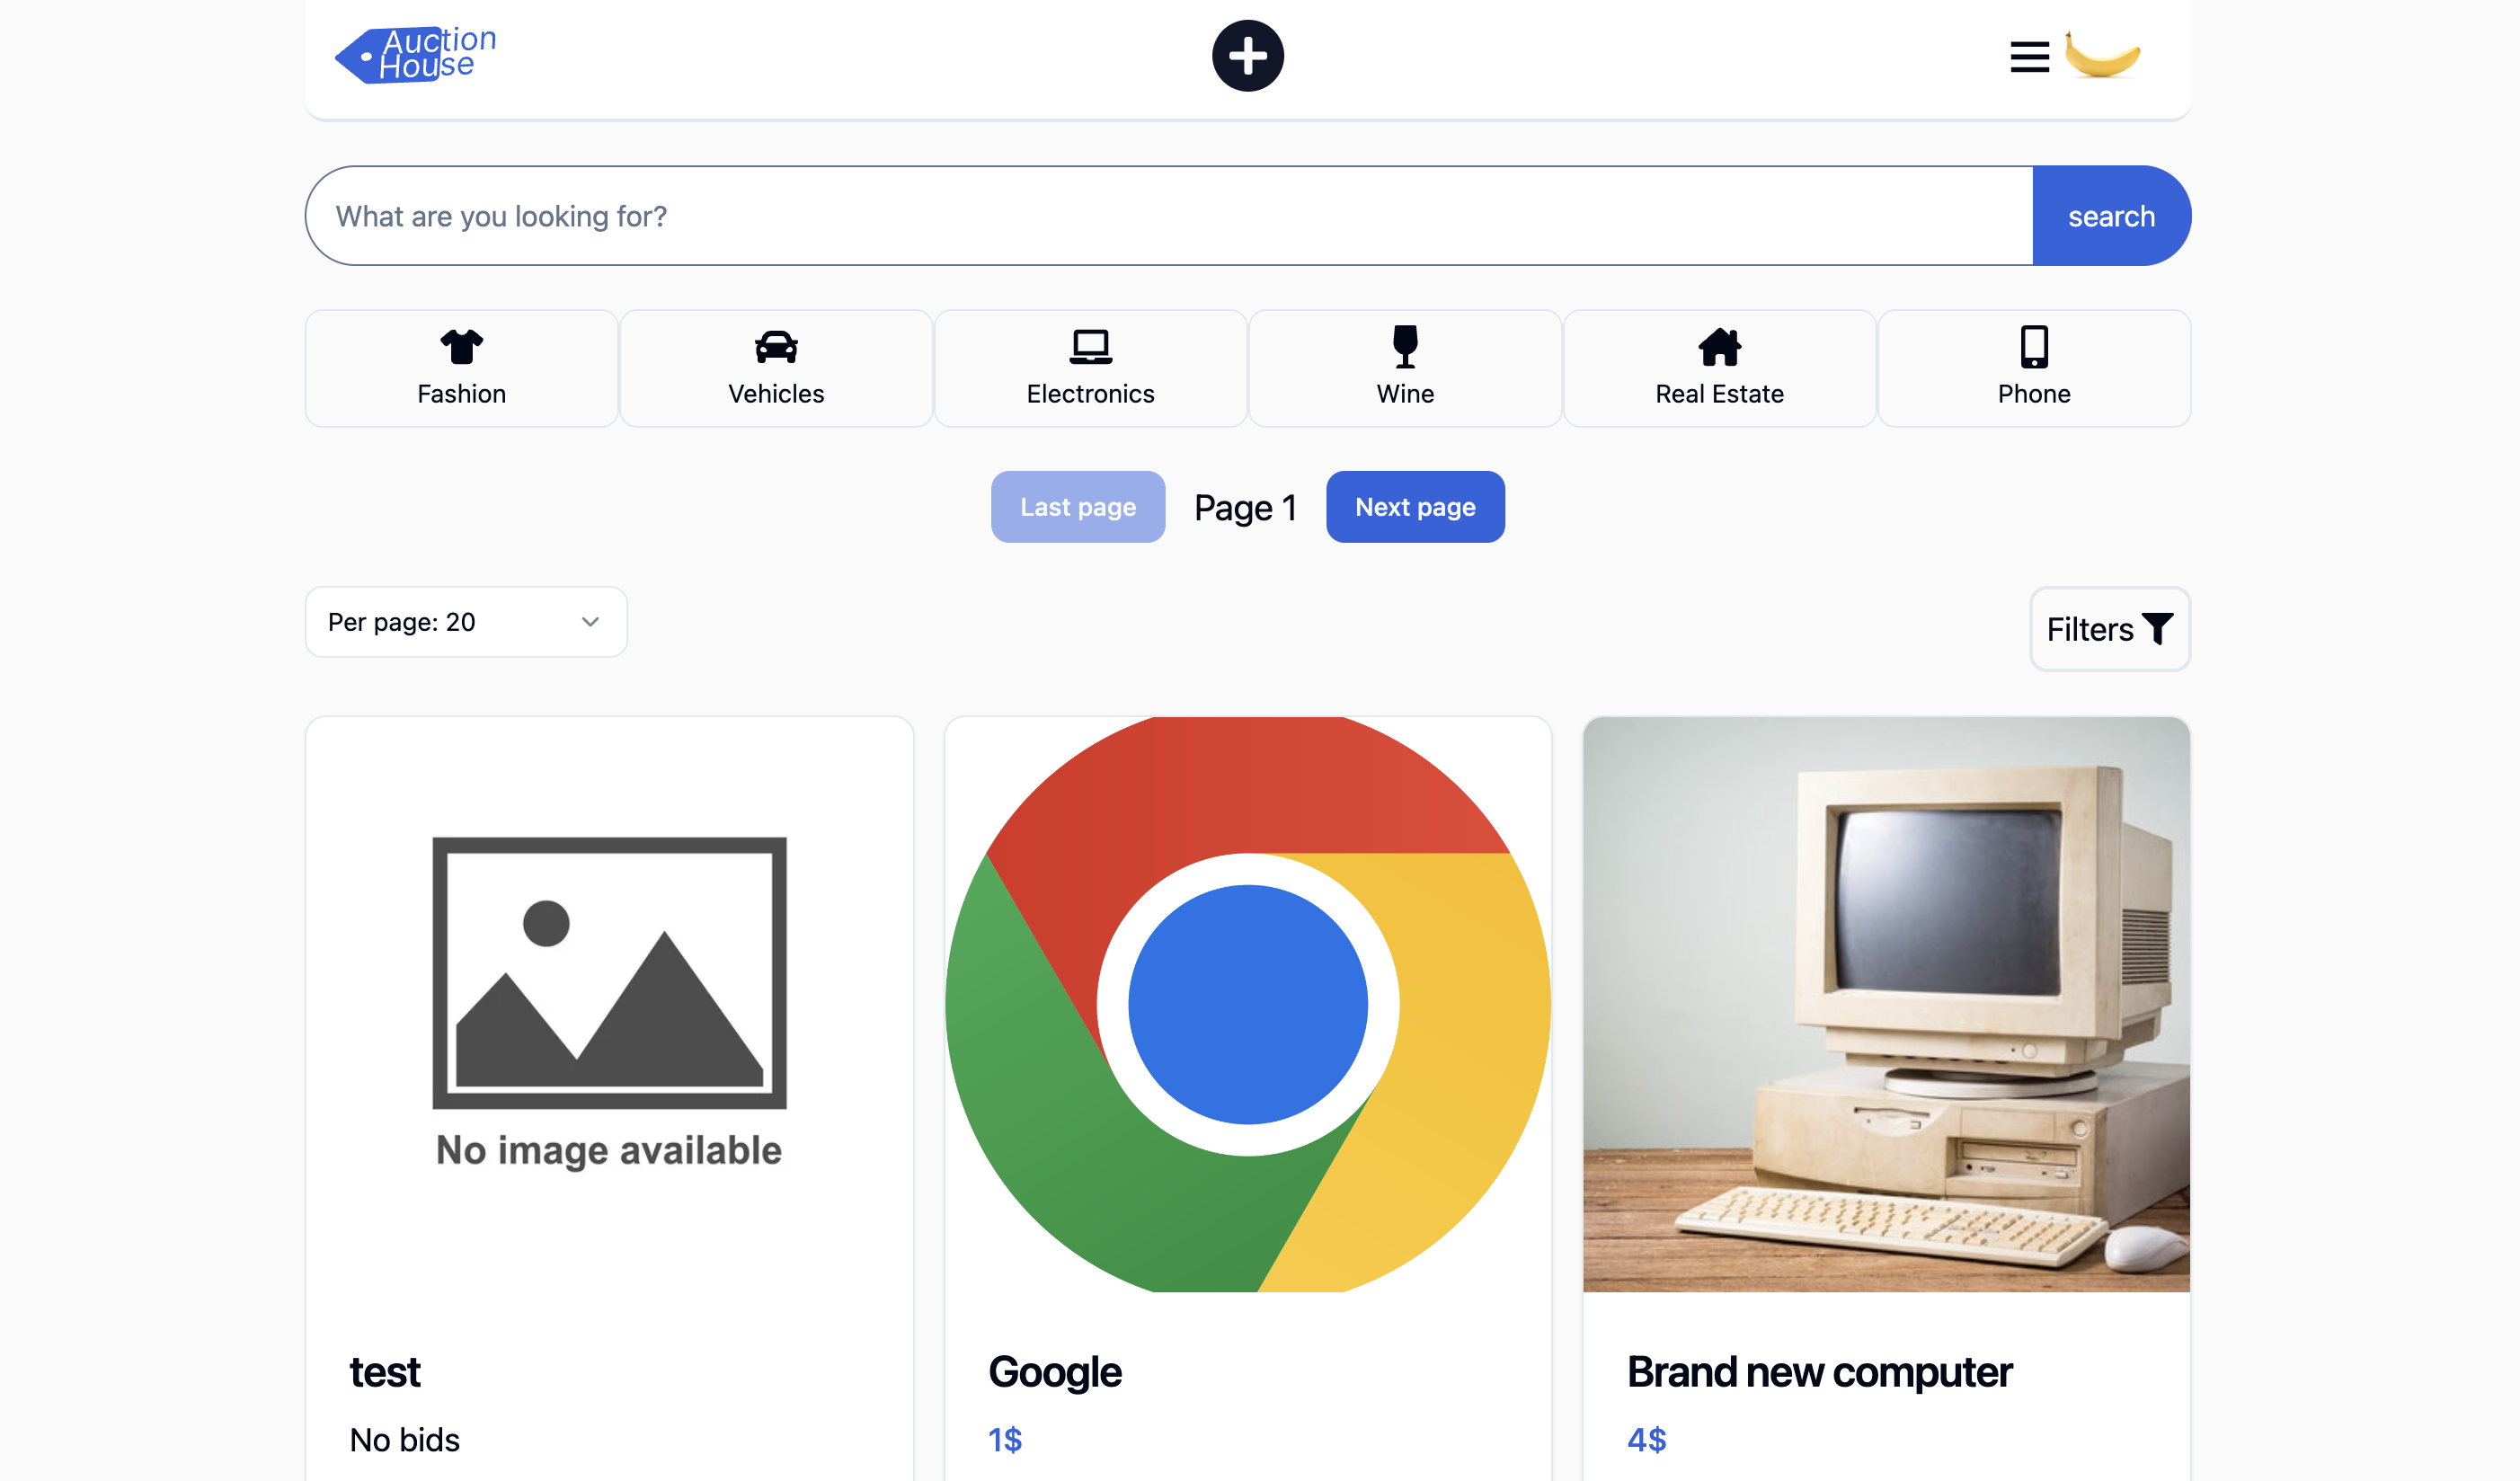 Auction
House
What are you looking for?
search
Fashion
Vehicles
Electronics
Wine
Real Estate
Phone
Last page
Page 1
Next page
Per page: 20
Filters
No image available
test
No bids
Google
1$
Brand new computer
4$